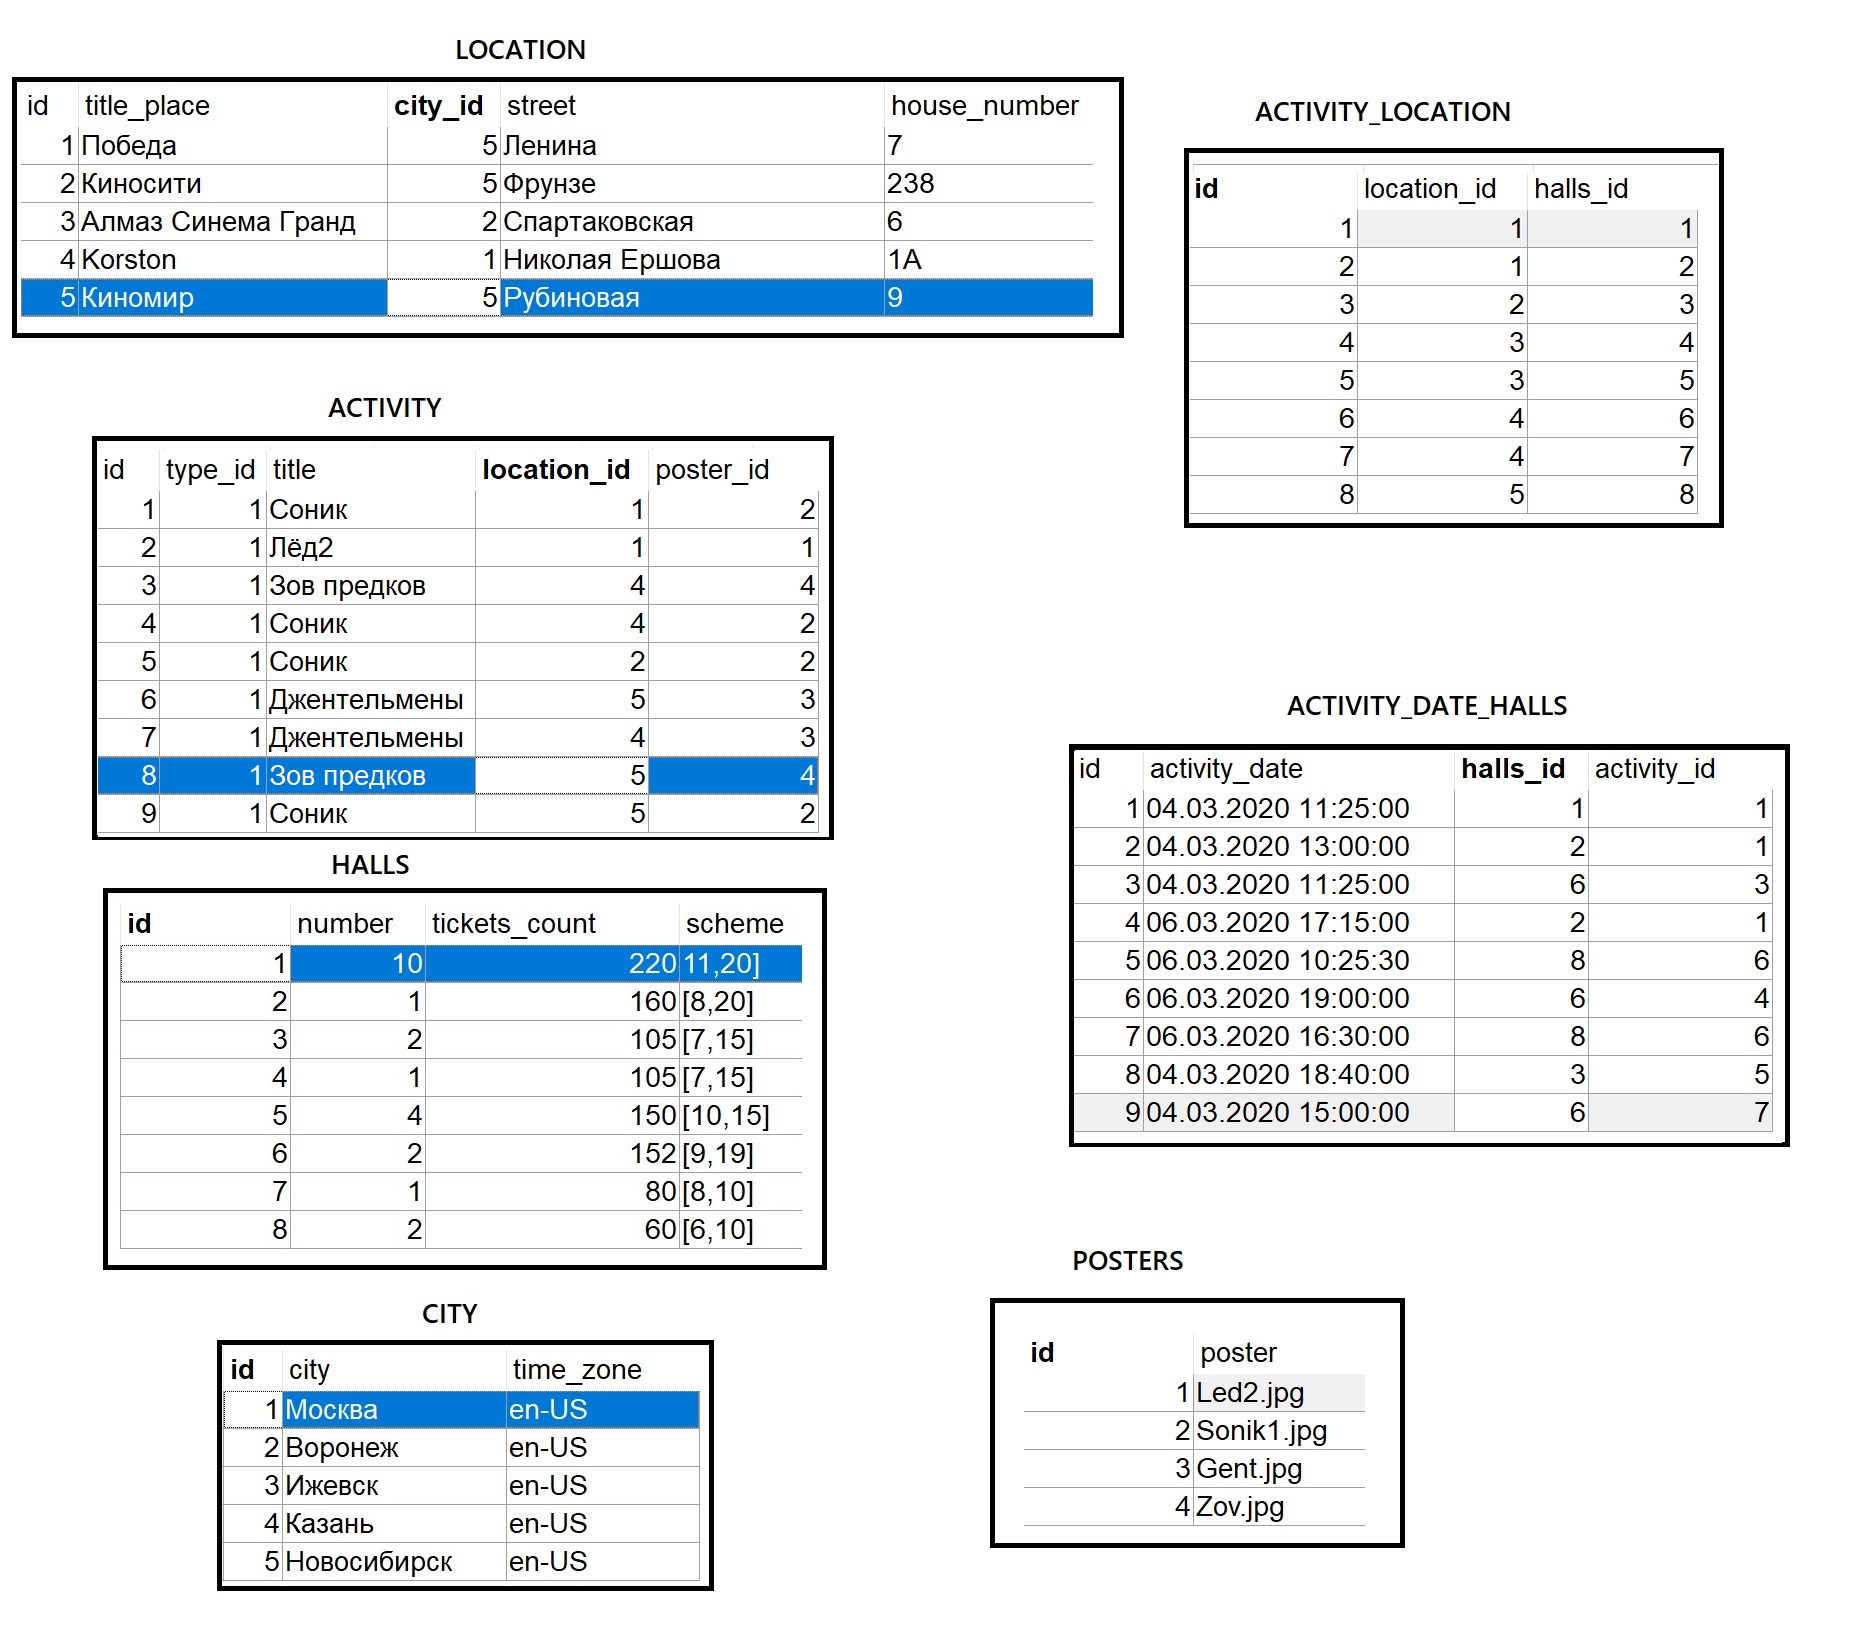 LOCATION
id title_place city_id street house_number
1 Победа 5 Ленина 7
2 Киносити 5 Фрунзе 238
3 Алмаз Синема Гранд 2 Спартаковская 6
4 Korston 1 Николая Ершова 1А
5 Киномир 5 Рубиновая 9
ACTIVITY_LOCATION
id location_id halls_id
1 1 1
2 1 2
3 2 3
4 3 4
5 3 5
6 4 6
7 4 7
8 5 8
ACTIVITY
id type_id title location_id poster_id
1 1 Соник 1 2
2 1 Лёд2 1 1
3 1 Зов предков 4 4
4 1 Соник 4 2
5 1 Соник 2 2
6 1 Джентельмены 5 3
7 1 Джентельмены 4 3
8 1 Зов предков 5 4
9 1 Соник 5 2
ACTIVITY_DATE_HALLS
id activity_date halls_id activity_id
1 04.03.2020 11:25:00 1 1
2 04.03.2020 13:00:00 2 1
3 04.03.2020 11:25:00 6 3
4 06.03.2020 17:15:00 2 1
5 06.03.2020 10:25:30 8 6
6 06.03.2020 19:00:00 6 4
7 06.03.2020 16:30:00 8 6
8 04.03.2020 18:40:00 3 5
9 04.03.2020 15:00:00 6 7
HALLS
id number tickets_count scheme
1 10 220 11,20]
2 1 160 [8,20]
3 2 105 [7,15]
4 1 105 [7,15]
5 4 150 [10,15]
6 2 152 [9,19]
7 1 80 [8,10]
8 2 60 [6,10]
POSTERS
id poster
1 Led2.jpg
2 Sonik1.jpg
3 Gent.jpg
4 Zov.jpg
CITY
id city time_zone
1 Москва en-US
2 Воронеж en-US
3 Ижевск en-US
4 Казань en-US
5 Новосибирск en-US